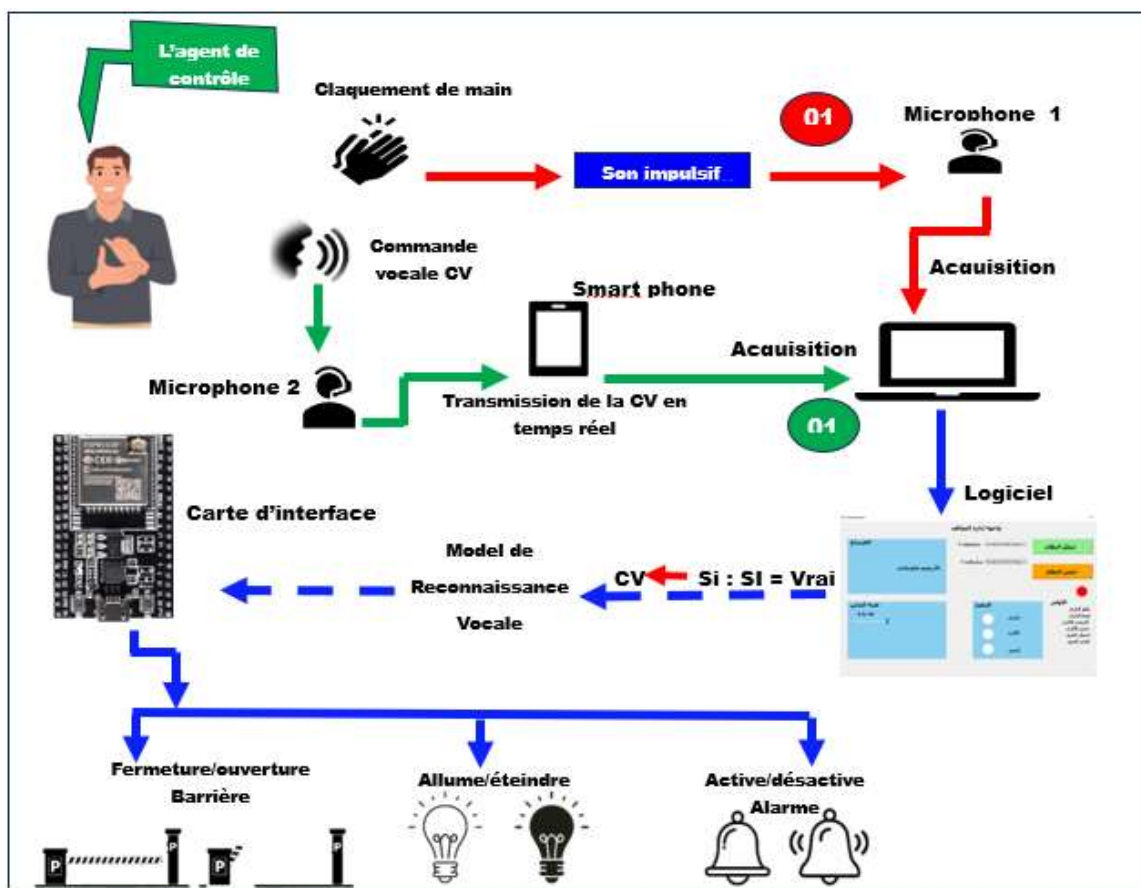 L'agent de
contrôle
Claquement de main
01
Microphone 1
Son impulsif
Commande
vocale CV
Smart phone
Acquisition
Acquisition
Microphone 2
Transmission de la CV en
temps réel
01
Logiciel
Carte d'interface
Model de
Reconnaissance
Vocale
CV
Si : SI = Vrai
Fermeture/ouverture
Barrière
Allume/éteindre
Active/désactive
Alarme
P
P
P